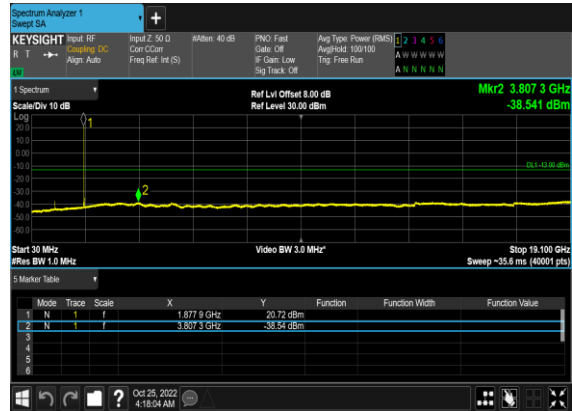 Spectrum Analyzer 1
Swept SA
+
KEYSIGHT Input: RF Input Z: 50 Ω #Atten: 40 dB PNO: Fast Avg Type: Power (RMS) 1 2 3 4 5 6
R T Coupling: DC Corr CCorr Gate: Off Avg|Hold: 100/100 A W W W W W
Align: Auto Freq Ref: Int (S) IF Gain: Low Trig: Free Run
LW Sig Track: Off A N N N N N
1 Spectrum Ref Lvl Offset 8.00 dB Mkr2 3.807 3 GHz
Scale/Div 10 dB Ref Level 30.00 dBm -38.541 dBm
Log
20.0 1
10.0
0.00
-10.0 DL1 -13.00 dBm
-20.0
-30.0 2
-40.0
-50.0
-60.0
Start 30 MHz Video BW 3.0 MHz* Stop 19.100 GHz
#Res BW 1.0 MHz Sweep ~35.6 ms (40001 pts)
5 Marker Table
Mode Trace Scale X Y Function Function Width Function Value
1 N 1 f 1.877 9 GHz 20.72 dBm
2 N 1 f 3.807 3 GHz -38.54 dBm
3
4
5
6
? Oct 25, 2022
4:18:04 AM